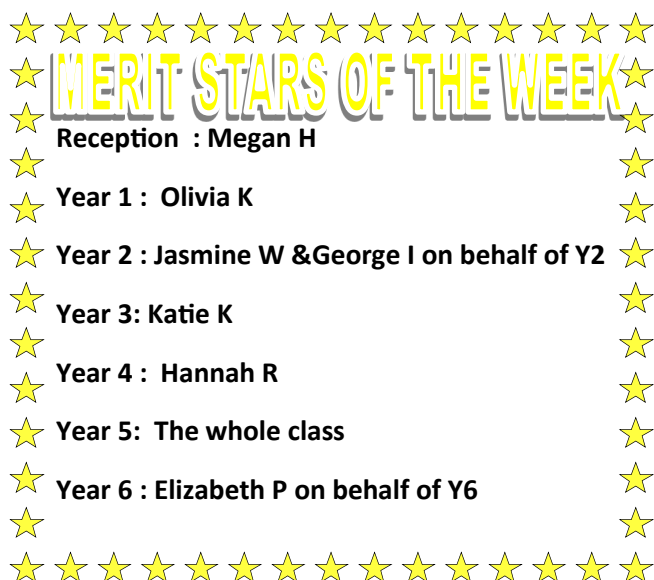 MERIT STARS OF THE WEEK
Reception : Megan H
Year 1 : Olivia K
Year 2 : Jasmine W &George I on behalf of Y2
Year 3: Katie K
Year 4 : Hannah R
Year 5: The whole class
Year 6 : Elizabeth P on behalf of Y6